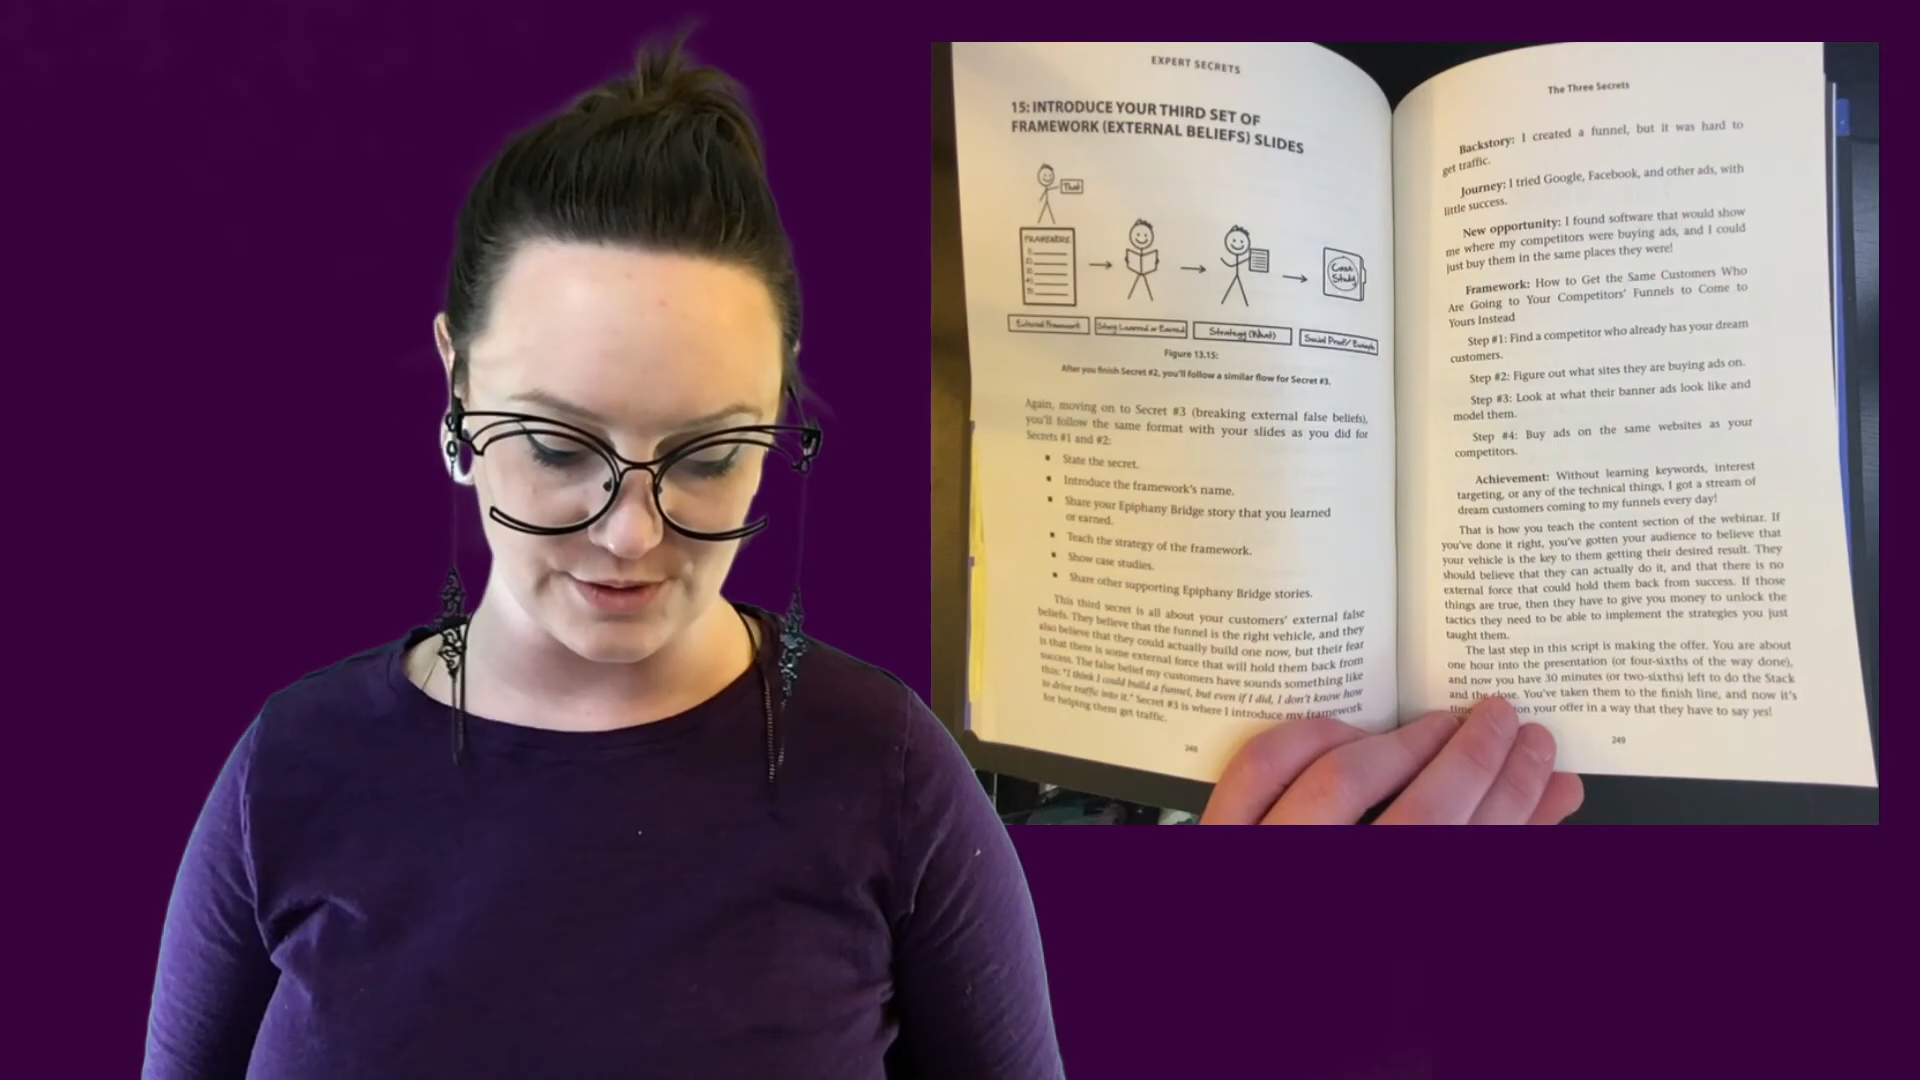 EXPERT SECRETS
15: INTRODUCE YOUR THIRD SET OF
FRAMEWORK (EXTERNAL BELIEFS) SLIDES
That
FRAMEWORK
1)
2)
3)
4)
5)
Case
Study
External Framework
Story Learned or Earned
Strategy (What)
Social Proof/ Example
Figure 13.15:
After you finish Secret #2, you'll follow a similar flow for Secret #3.
Again, moving on to Secret #3 (breaking external false beliefs),
you'll follow the same format with your slides as you did for
Secrets #1 and #2:
▪ State the secret.
▪ Introduce the framework's name.
▪ Share your Epiphany Bridge story that you learned
or earned.
▪ Teach the strategy of the framework.
▪ Show case studies.
▪ Share other supporting Epiphany Bridge stories.
This third secret is all about your customers' external false
beliefs. They believe that the funnel is the right vehicle, and they
also believe that they could actually build one now, but their fear
is that there is some external force that will hold them back from
success. The false belief my customers have sounds something like
this: "I think I could build a funnel, but even if I did, I don't know how
to drive traffic into it." Secret #3 is where I introduce my framework
for helping them get traffic.
248
The Three Secrets
Backstory: I created a funnel, but it was hard to
get traffic.
Journey: I tried Google, Facebook, and other ads, with
little success.
New opportunity: I found software that would show
me where my competitors were buying ads, and I could
just buy them in the same places they were!
Framework: How to Get the Same Customers Who
Are Going to Your Competitors' Funnels to Come to
Yours Instead
Step #1: Find a competitor who already has your dream
customers.
Step #2: Figure out what sites they are buying ads on.
Step #3: Look at what their banner ads look like and
model them.
Step #4: Buy ads on the same websites as your
competitors.
Achievement: Without learning keywords, interest
targeting, or any of the technical things, I got a stream of
dream customers coming to my funnels every day!
That is how you teach the content section of the webinar. If
you've done it right, you've gotten your audience to believe that
your vehicle is the key to them getting their desired result. They
should believe that they can actually do it, and that there is no
external force that could hold them back from success. If those
things are true, then they have to give you money to unlock the
tactics they need to be able to implement the strategies you just
taught them.
The last step in this script is making the offer. You are about
one hour into the presentation (or four-sixths of the way done),
and now you have 30 minutes (or two-sixths) left to do the Stack
and the close. You've taken them to the finish line, and now it's
time your offer in a way that they have to say yes!
249